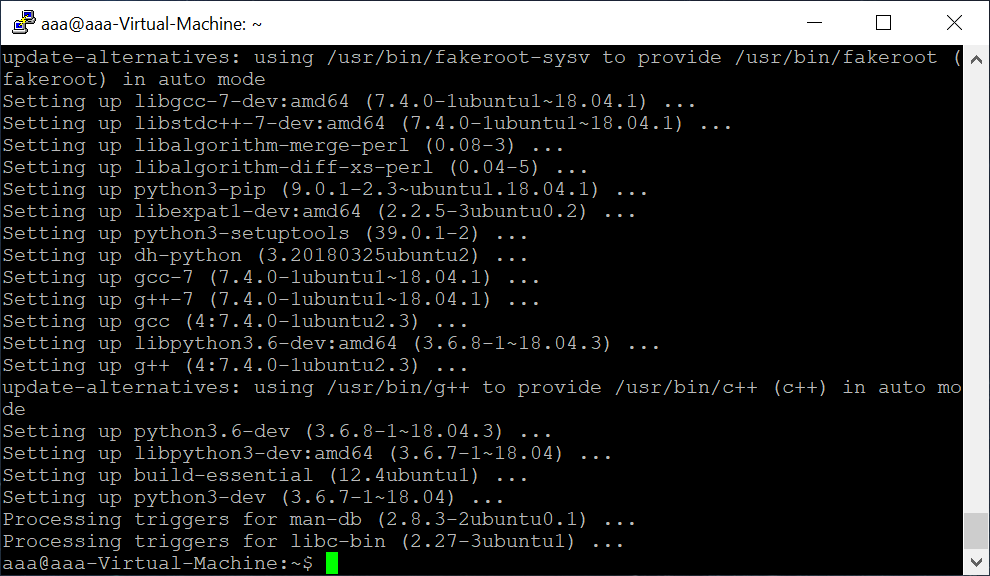 aaa@aaa-Virtual-Machine: ~
update-alternatives: using /usr/bin/fakeroot-sysv to provide /usr/bin/fakeroot (
fakeroot) in auto mode
Setting up libgcc-7-dev:amd64 (7.4.0-1ubuntu1~18.04.1) ...
Setting up libstdc++-7-dev:amd64 (7.4.0-1ubuntu1~18.04.1) ...
Setting up libalgorithm-merge-perl (0.08-3) ...
Setting up libalgorithm-diff-xs-perl (0.04-5) ...
Setting up python3-pip (9.0.1-2.3~ubuntu1.18.04.1) ...
Setting up libexpat1-dev:amd64 (2.2.5-3ubuntu0.2) ...
Setting up python3-setuptools (39.0.1-2) ...
Setting up dh-python (3.20180325ubuntu2) ...
Setting up gcc-7 (7.4.0-1ubuntu1~18.04.1) ...
Setting up g++-7 (7.4.0-1ubuntu1~18.04.1) ...
Setting up gcc (4:7.4.0-1ubuntu2.3) ...
Setting up libpython3.6-dev:amd64 (3.6.8-1~18.04.3) ...
Setting up g++ (4:7.4.0-1ubuntu2.3) ...
update-alternatives: using /usr/bin/g++ to provide /usr/bin/c++ (c++) in auto mo
de
Setting up python3.6-dev (3.6.8-1~18.04.3) ...
Setting up libpython3-dev:amd64 (3.6.7-1~18.04) ...
Setting up build-essential (12.4ubuntu1) ...
Setting up python3-dev (3.6.7-1~18.04) ...
Processing triggers for man-db (2.8.3-2ubuntu0.1) ...
Processing triggers for libc-bin (2.27-3ubuntu1) ...
aaa@aaa-Virtual-Machine:~$